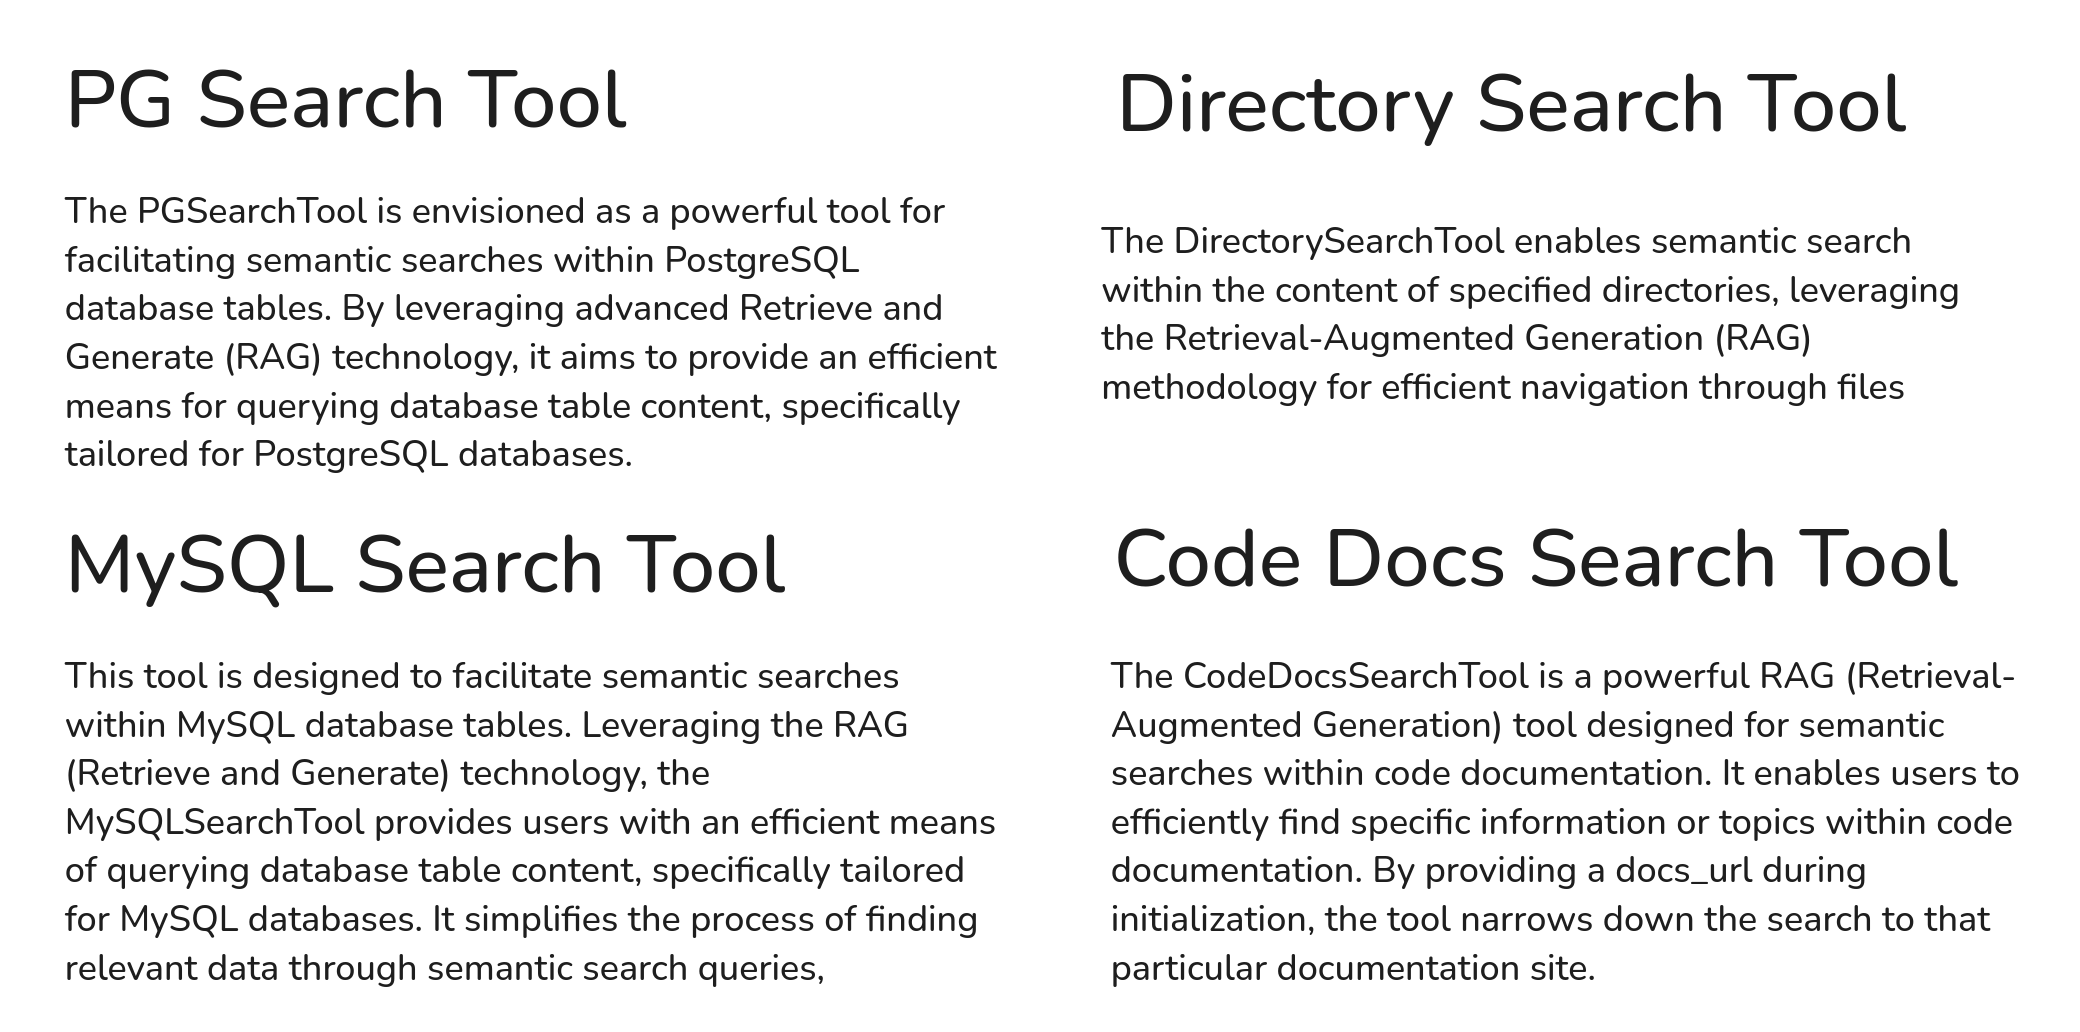 PG Search Tool
The PGSearchTool is envisioned as a powerful tool for
facilitating semantic searches within PostgreSQL
database tables. By leveraging advanced Retrieve and
Generate (RAG) technology, it aims to provide an efficient
means for querying database table content, specifically
tailored for PostgreSQL databases.
Directory Search Tool
The DirectorySearchTool enables semantic search
within the content of specified directories, leveraging
the Retrieval-Augmented Generation (RAG)
methodology for efficient navigation through files
MySQL Search Tool
This tool is designed to facilitate semantic searches
within MySQL database tables. Leveraging the RAG
(Retrieve and Generate) technology, the
MySQLSearchTool provides users with an efficient means
of querying database table content, specifically tailored
for MySQL databases. It simplifies the process of finding
relevant data through semantic search queries,
Code Docs Search Tool
The CodeDocsSearchTool is a powerful RAG (Retrieval-
Augmented Generation) tool designed for semantic
searches within code documentation. It enables users to
efficiently find specific information or topics within code
documentation. By providing a docs_url during
initialization, the tool narrows down the search to that
particular documentation site.